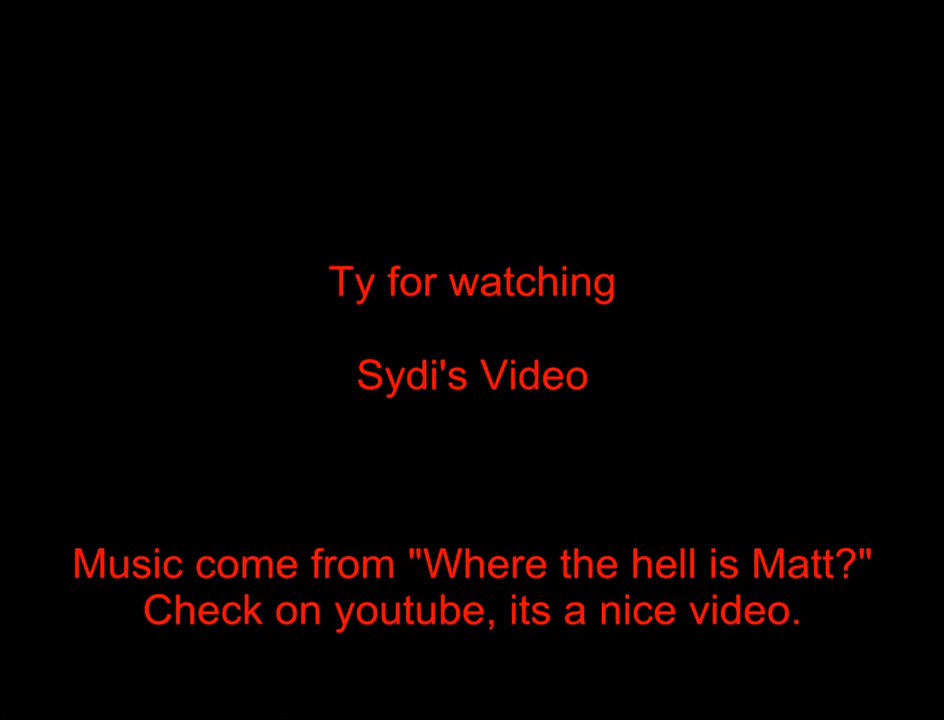 Ty for watching
Sydi's Video
Music come from "Where the hell is Matt?"
Check on youtube, its a nice video.